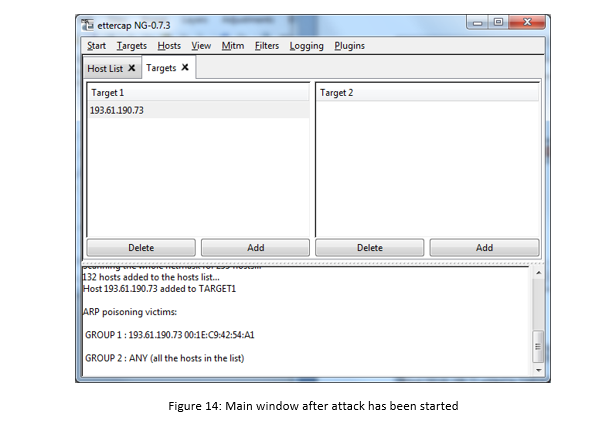 ettercap NG-0.7.3
Start Targets Hosts View Mitm Filters Logging Plugins
Host List Targets
Target 1 Target 2
193.61.190.73
Delete Add Delete Add
132 hosts added to the hosts list...
Host 193.61.190.73 added to TARGET1
ARP poisoning victims:
GROUP 1 : 193.61.190.73 00:1E:C9:42:54:A1
GROUP 2 : ANY (all the hosts in the list)
Figure 14: Main window after attack has been started